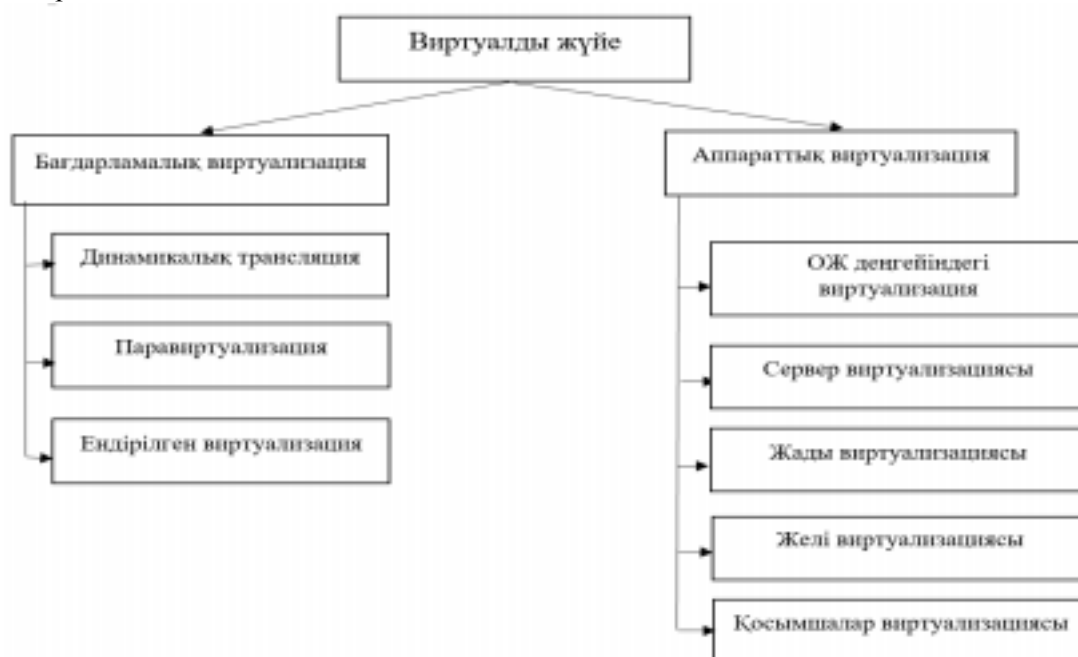 Виртуалды жүйе
Бағдарламалық виртуализация
Динамикалық трансляция
Паравиртуализация
Ендірілген виртуализация
Аппараттық виртуализация
ОЖ деңгейіндегі
виртуализация
Сервер виртуализациясы
Жады виртуализациясы
Желі виртуализациясы
Қосымшалар виртуализациясы